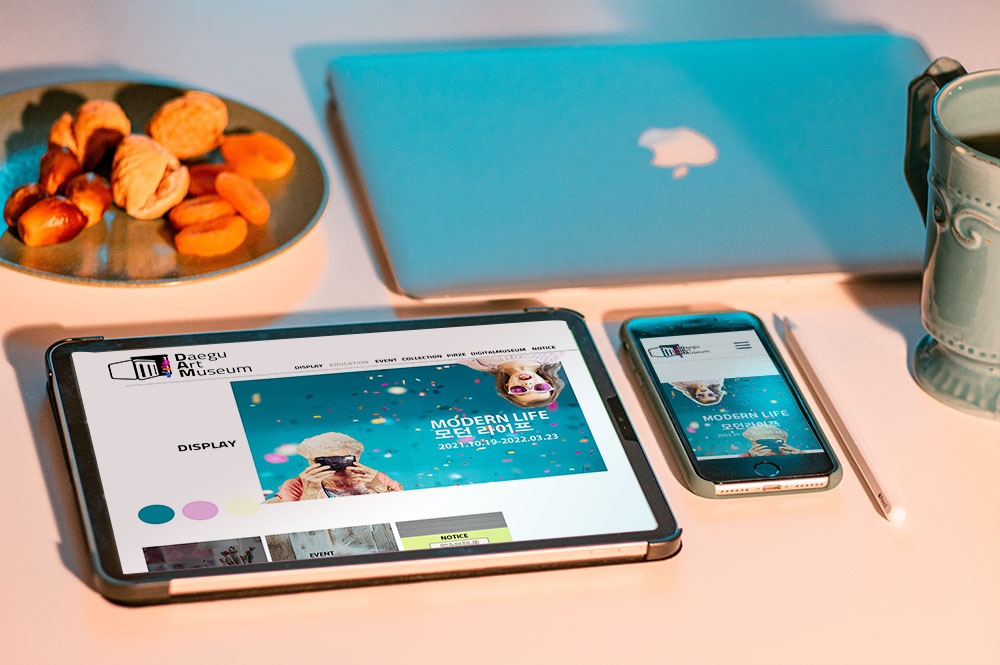 Daegu
Art
Museum
DISPLAY EDUCATION EVENT COLLECTION PIRZE DIGITALMUSEUM NOTICE
DISPLAY
MODERN LIFE
모던 라이프
2021.10.19-2022.03.23
EVENT
NOTICE
Daegu
Art
Museum
MODERN LIFE
모던라이프